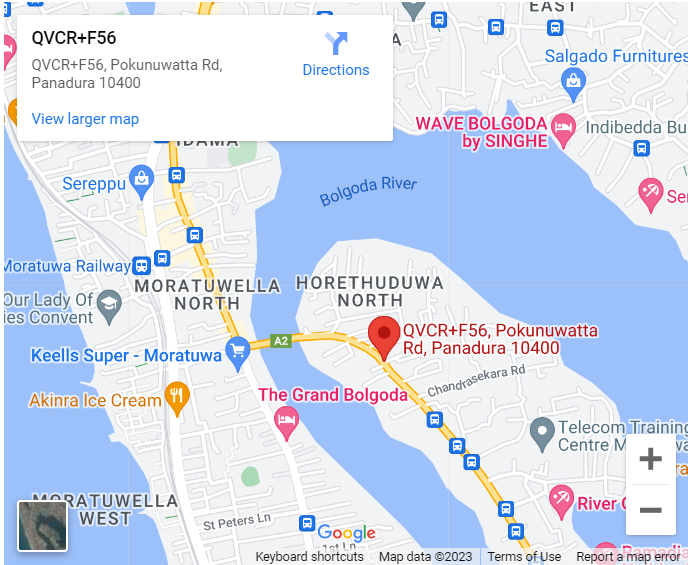 QVCR+F56
QVCR+F56, Pokunuwatta Rd,
Panadura 10400
View larger map
Directions
EAST
Salgado Furnitures
WAVE BOLGODA
by SINGHE
Indibedda Bu
IDAMA
Sereppu
Bolgoda River
Ser
Moratuwa Railway
MORATUWELLA
NORTH
HORETHUDUWA
NORTH
Our Lady Of
ies Convent
A2
QVCR+F56, Pokunuwatta
Rd, Panadura 10400
Keells Super - Moratuwa
Chandrasekara Rd
Akinra Ice Cream
The Grand Bolgoda
Telecom Training
Centre M
MORATUWELLA
WEST
River
St Peters Ln
1st Ln
Google
Ramadia
Keyboard shortcuts
Map data ©2023
Terms of Use
Report a map error